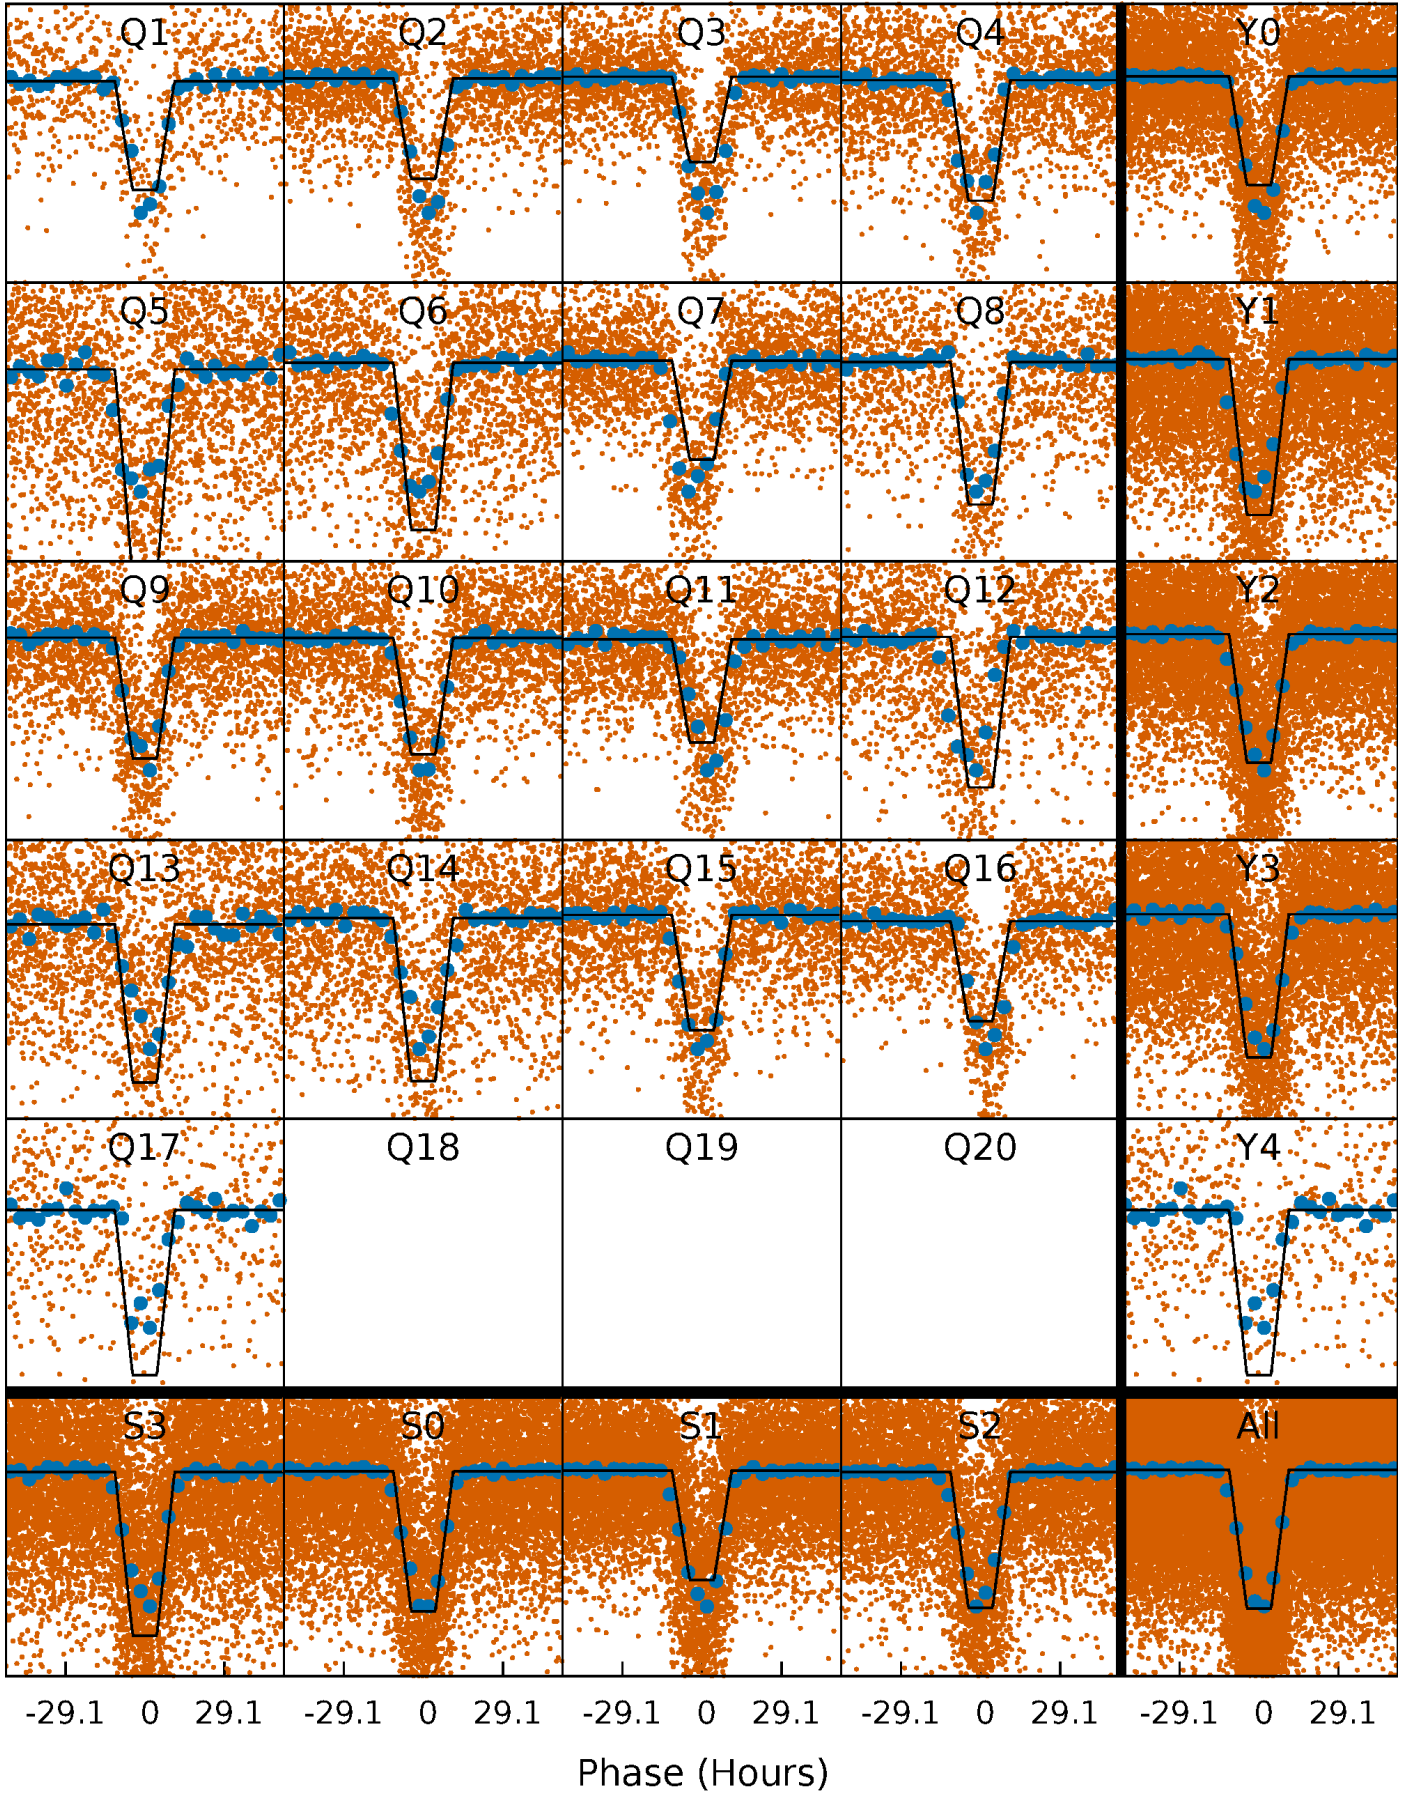 Q1 Q2 Q3 Q4 Y0
Q5 Q6 Q7 Q8 Y1
Q9 Q10 Q11 Q12 Y2
Q13 Q14 Q15 Q16 Y3
Q17 Q18 Q19 Q20 Y4
S3 S0 S1 S2 All
-29.1 0 29.1 -29.1 0 29.1 -29.1 0 29.1 -29.1 0 29.1 -29.1 0 29.1
Phase (Hours)